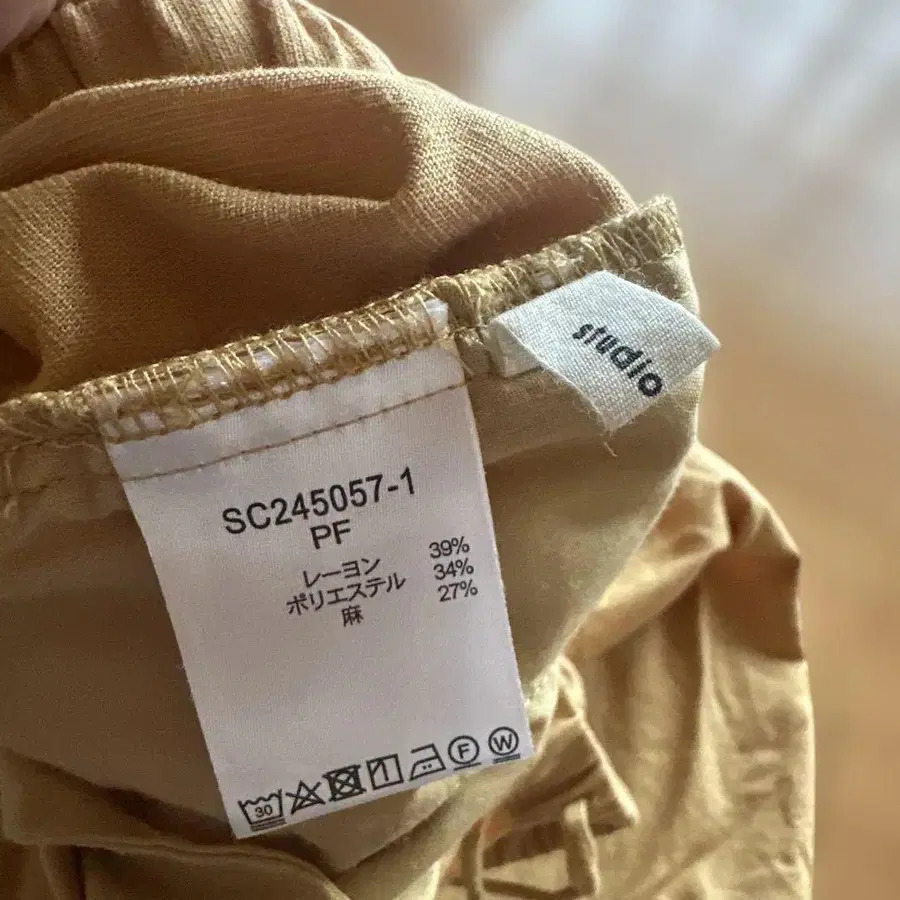 SC245057-1
PF
レーヨン 39%
ポリエステル 34%
麻 27%
30
F
W
studio